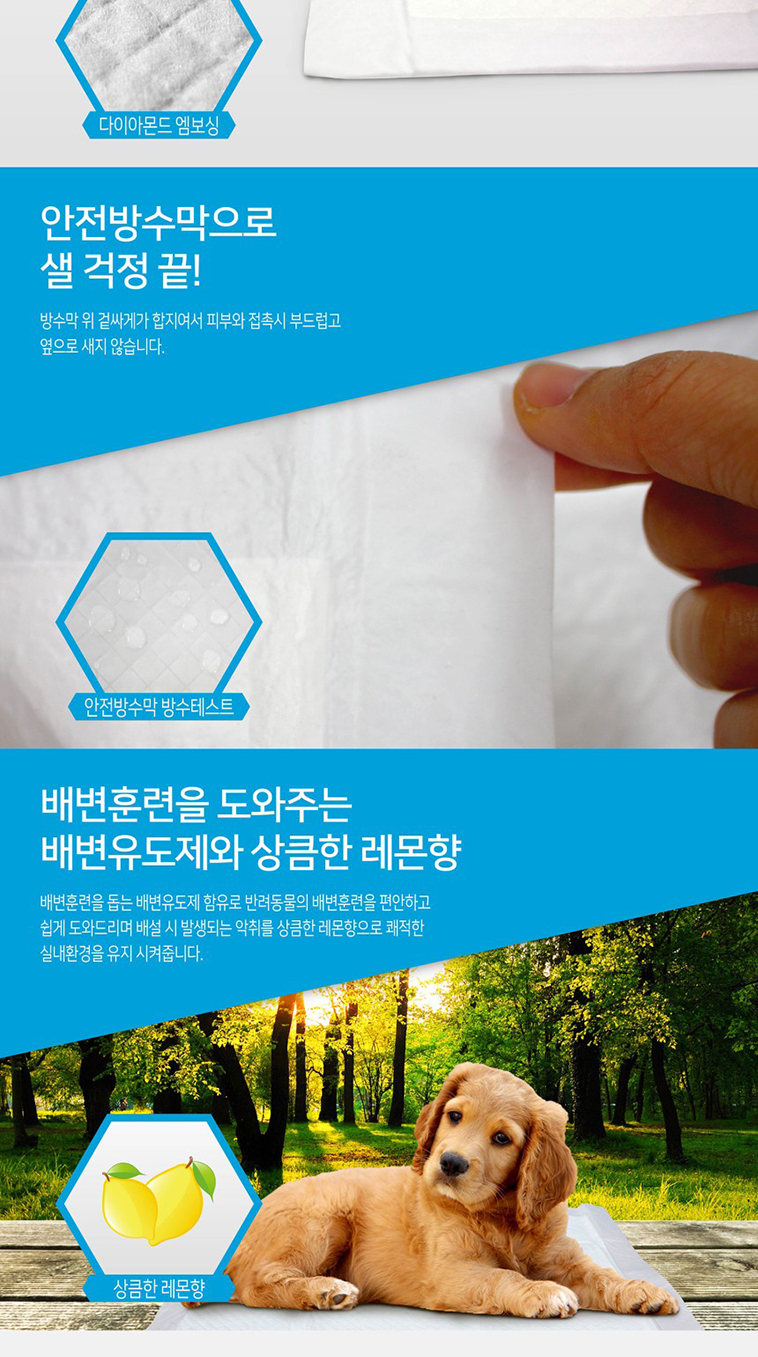 다이아몬드 엠보싱
안전방수막으로
샐 걱정 끝!
방수막 위 겉싸게가 합지여서 피부와 접촉시 부드럽고
옆으로 새지 않습니다.
안전방수막 방수테스트
배변훈련을 도와주는
배변유도제와 상큼한 레몬향
배변훈련을 돕는 배변유도제 함유로 반려동물의 배변훈련을 편안하고
쉽게 도와드리며 배설 시 발생되는 악취를 상큼한 레몬향으로 쾌적한
실내환경을 유지 시켜줍니다.
상큼한 레몬향